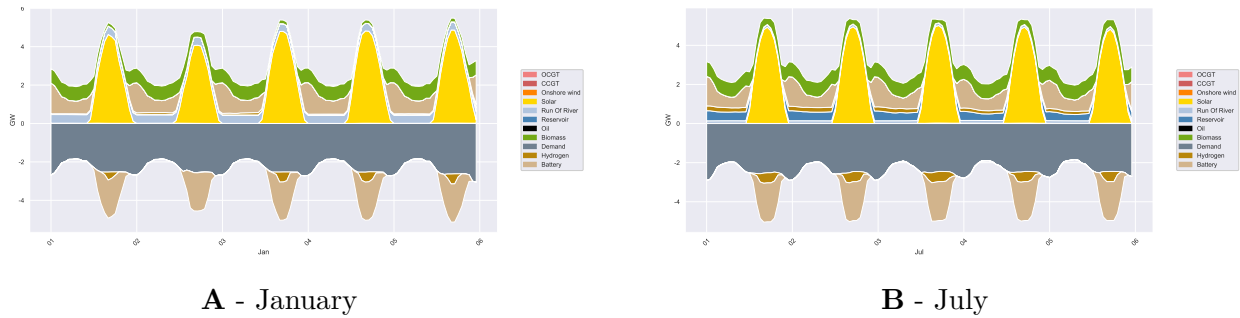 6
4
2
0
-2
-4
GW
01
02
03
04
05
06
Jan
OCGT
CCGT
Onshore wind
Solar
Run Of River
Reservoir
Oil
Biomass
Demand
Hydrogen
Battery
A - January
4
2
0
-2
-4
GW
01
02
03
04
05
06
Jul
OCGT
CCGT
Onshore wind
Solar
Run Of River
Reservoir
Oil
Biomass
Demand
Hydrogen
Battery
B - July